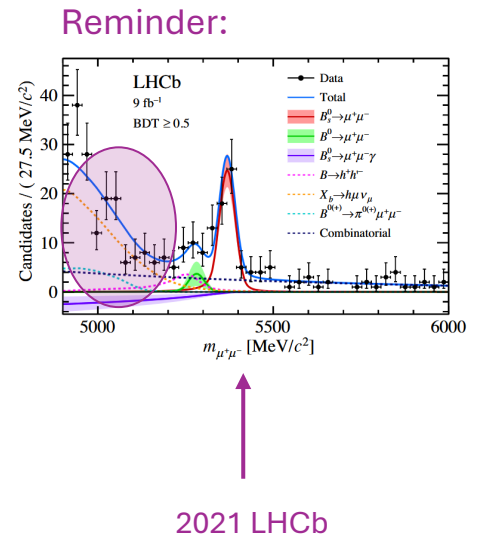 Reminder:
LHCb
9 fb⁻¹
BDT ≥ 0.5
Data
Total
B⁰ₛ→μ⁺μ⁻
B⁰→μ⁺μ⁻
B⁰ₛ→μ⁺μ⁻γ
B→h⁺h⁻
X_b→hμν_μ
B⁰⁽⁺⁾→π⁰⁽⁺⁾μ⁺μ⁻
Combinatorial
Candidates / ( 27.5 MeV/c² )
40
30
20
10
0
5000
5500
6000
m_μ⁺μ⁻ [MeV/c²]
2021 LHCb